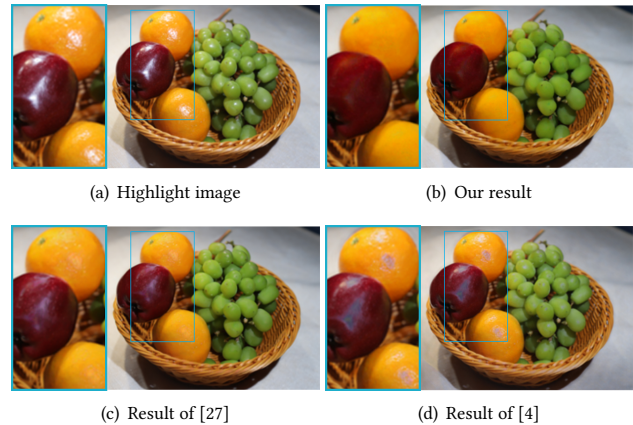 (a) Highlight image
(b) Our result
(c) Result of [27]
(d) Result of [4]